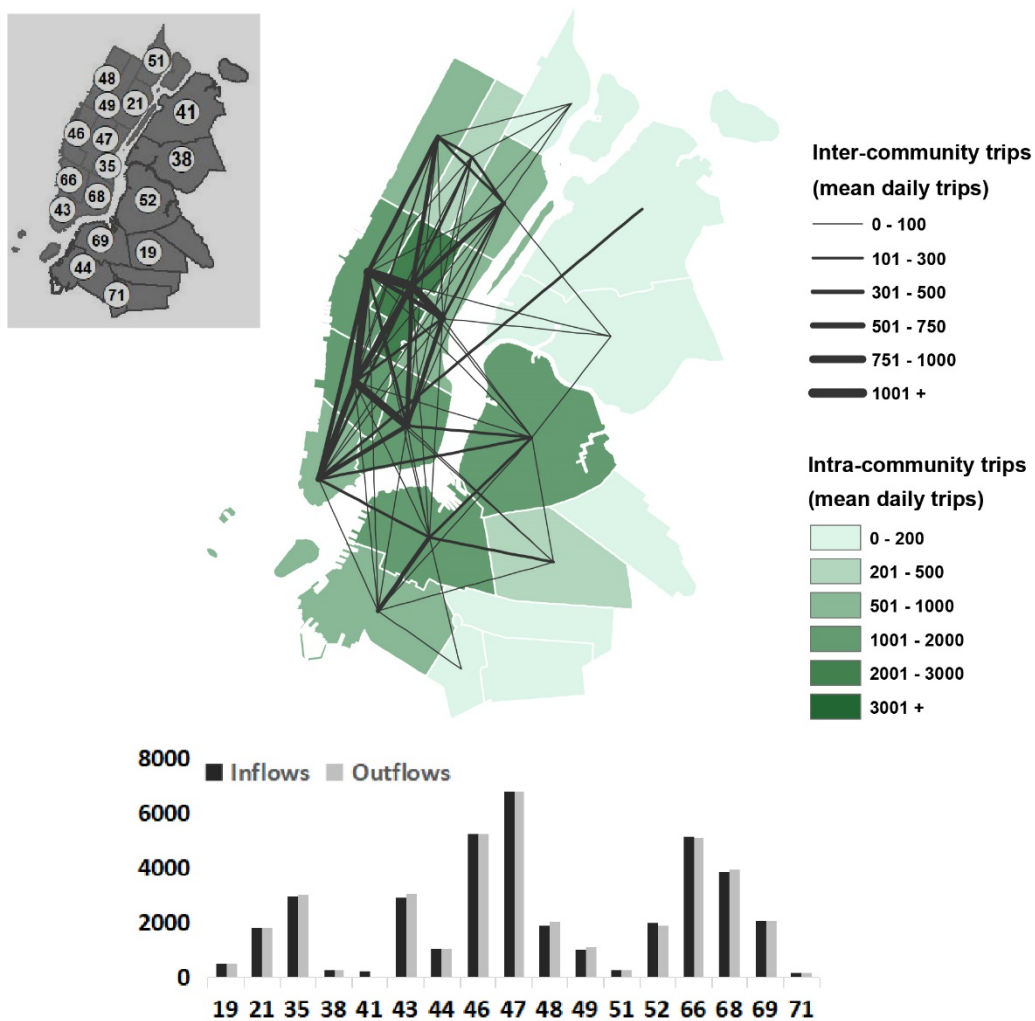 51
48
49
21
41
46
47
38
35
66
68
52
43
69
19
44
71
Inter-community trips
(mean daily trips)
0 - 100
101 - 300
301 - 500
501 - 750
751 - 1000
1001 +
Intra-community trips
(mean daily trips)
0 - 200
201 - 500
501 - 1000
1001 - 2000
2001 - 3000
3001 +
8000
Inflows Outflows
6000
4000
2000
0
19 21 35 38 41 43 44 46 47 48 49 51 52 66 68 69 71